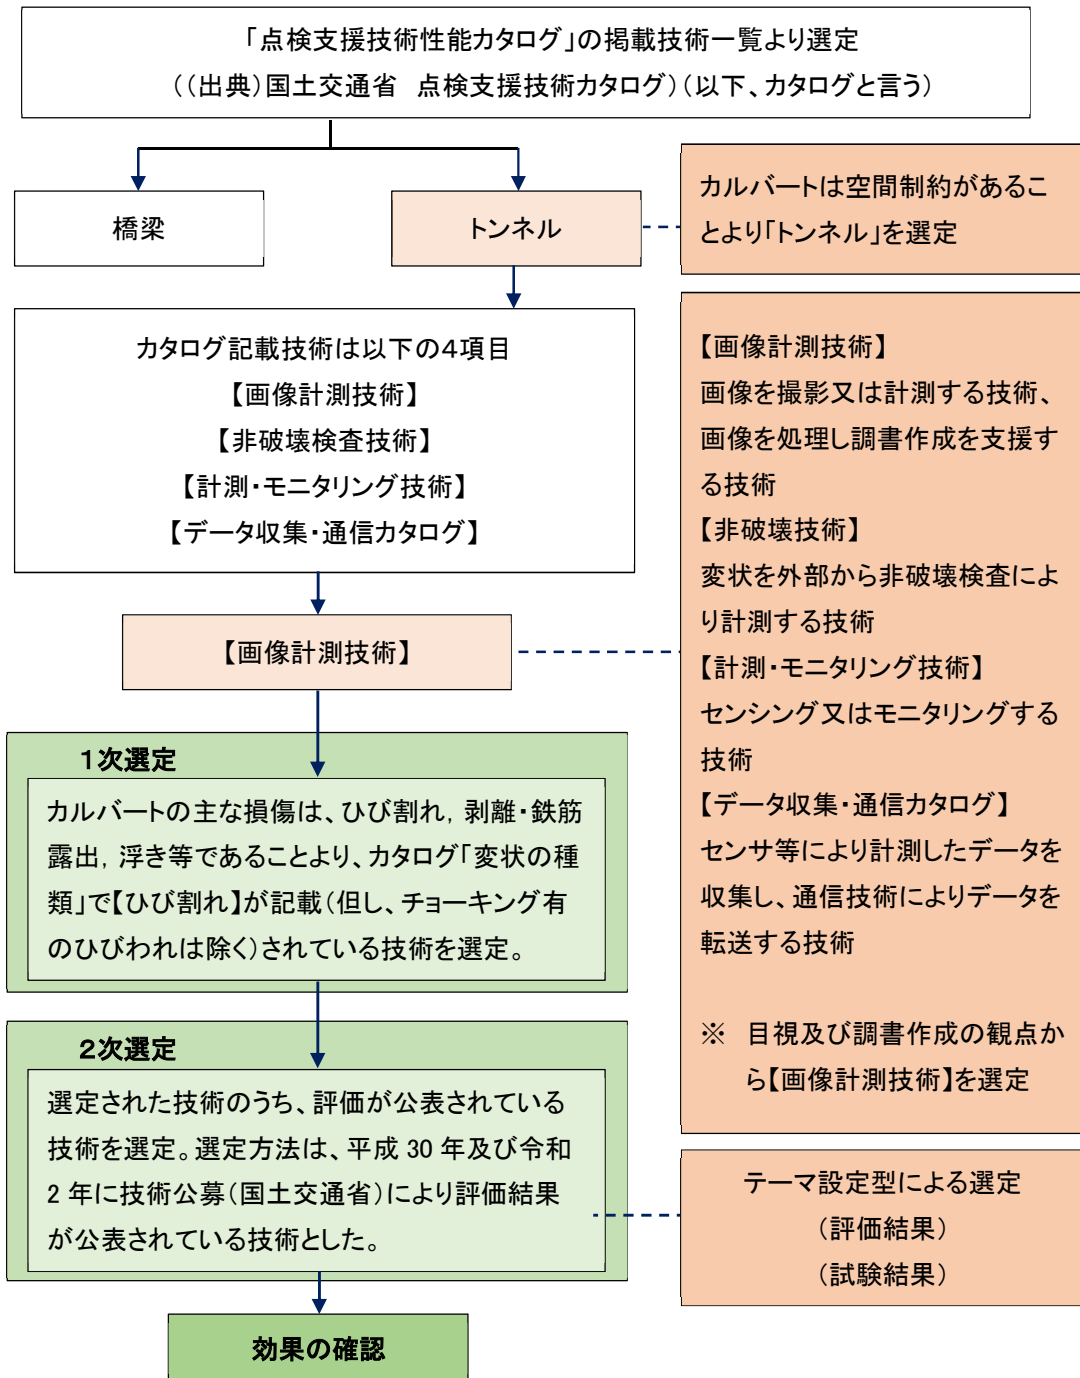 「点検支援技術性能カタログ」の掲載技術一覧より選定
((出典)国土交通省　点検支援技術カタログ)(以下、カタログと言う)
橋梁
トンネル
カルバートは空間制約があるこ
とより「トンネル」を選定
カタログ記載技術は以下の4項目
【画像計測技術】
【非破壊検査技術】
【計測・モニタリング技術】
【データ収集・通信カタログ】
【画像計測技術】
【画像計測技術】
画像を撮影又は計測する技術、
画像を処理し調書作成を支援す
る技術
【非破壊技術】
変状を外部から非破壊検査によ
り計測する技術
【計測・モニタリング技術】
センシング又はモニタリングする
技術
【データ収集・通信カタログ】
センサ等により計測したデータを
収集し、通信技術によりデータを
転送する技術
※　目視及び調書作成の観点か
ら【画像計測技術】を選定
1次選定
カルバートの主な損傷は、ひび割れ,剥離・鉄筋
露出,浮き等であることより、カタログ「変状の種
類」で【ひび割れ】が記載(但し、チョーキング有
のひびわれは除く)されている技術を選定。
2次選定
選定された技術のうち、評価が公表されている
技術を選定。選定方法は、平成 30 年及び令和
2 年に技術公募(国土交通省)により評価結果
が公表されている技術とした。
テーマ設定型による選定
(評価結果)
(試験結果)
効果の確認